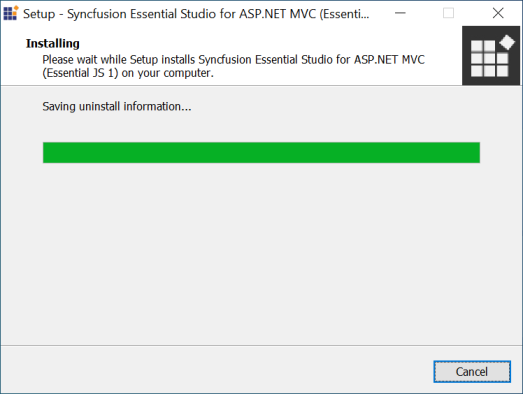 Setup - Syncfusion Essential Studio for ASP.NET MVC (Essenti...
Installing
Please wait while Setup installs Syncfusion Essential Studio for ASP.NET MVC
(Essential JS 1) on your computer.
Saving uninstall information...
Cancel